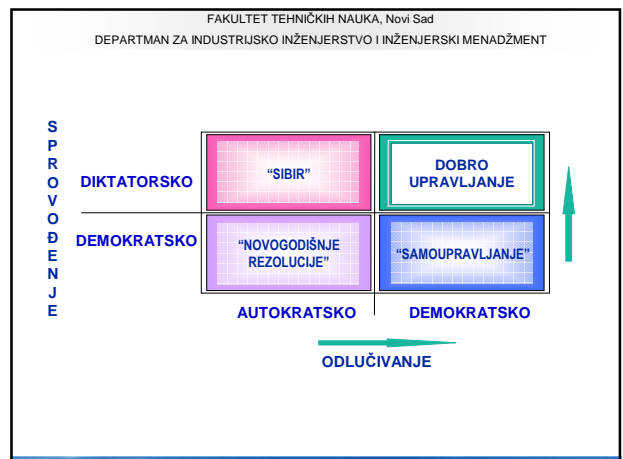 FAKULTET TEHNIČKIH NAUKA, Novi Sad
DEPARTMAN ZA INDUSTRIJSKO INŽENJERSTVO I INŽENJERSKI MENADŽMENT
SPROVOĐENJE
DIKTATORSKO
“SIBIR”
DOBRO
UPRAVLJANJE
DEMOKRATSKO
“NOVOGODIŠNJE
REZOLUCIJE”
“SAMOUPRAVLJANJE”
AUTOKRATSKO
DEMOKRATSKO
ODLUČIVANJE